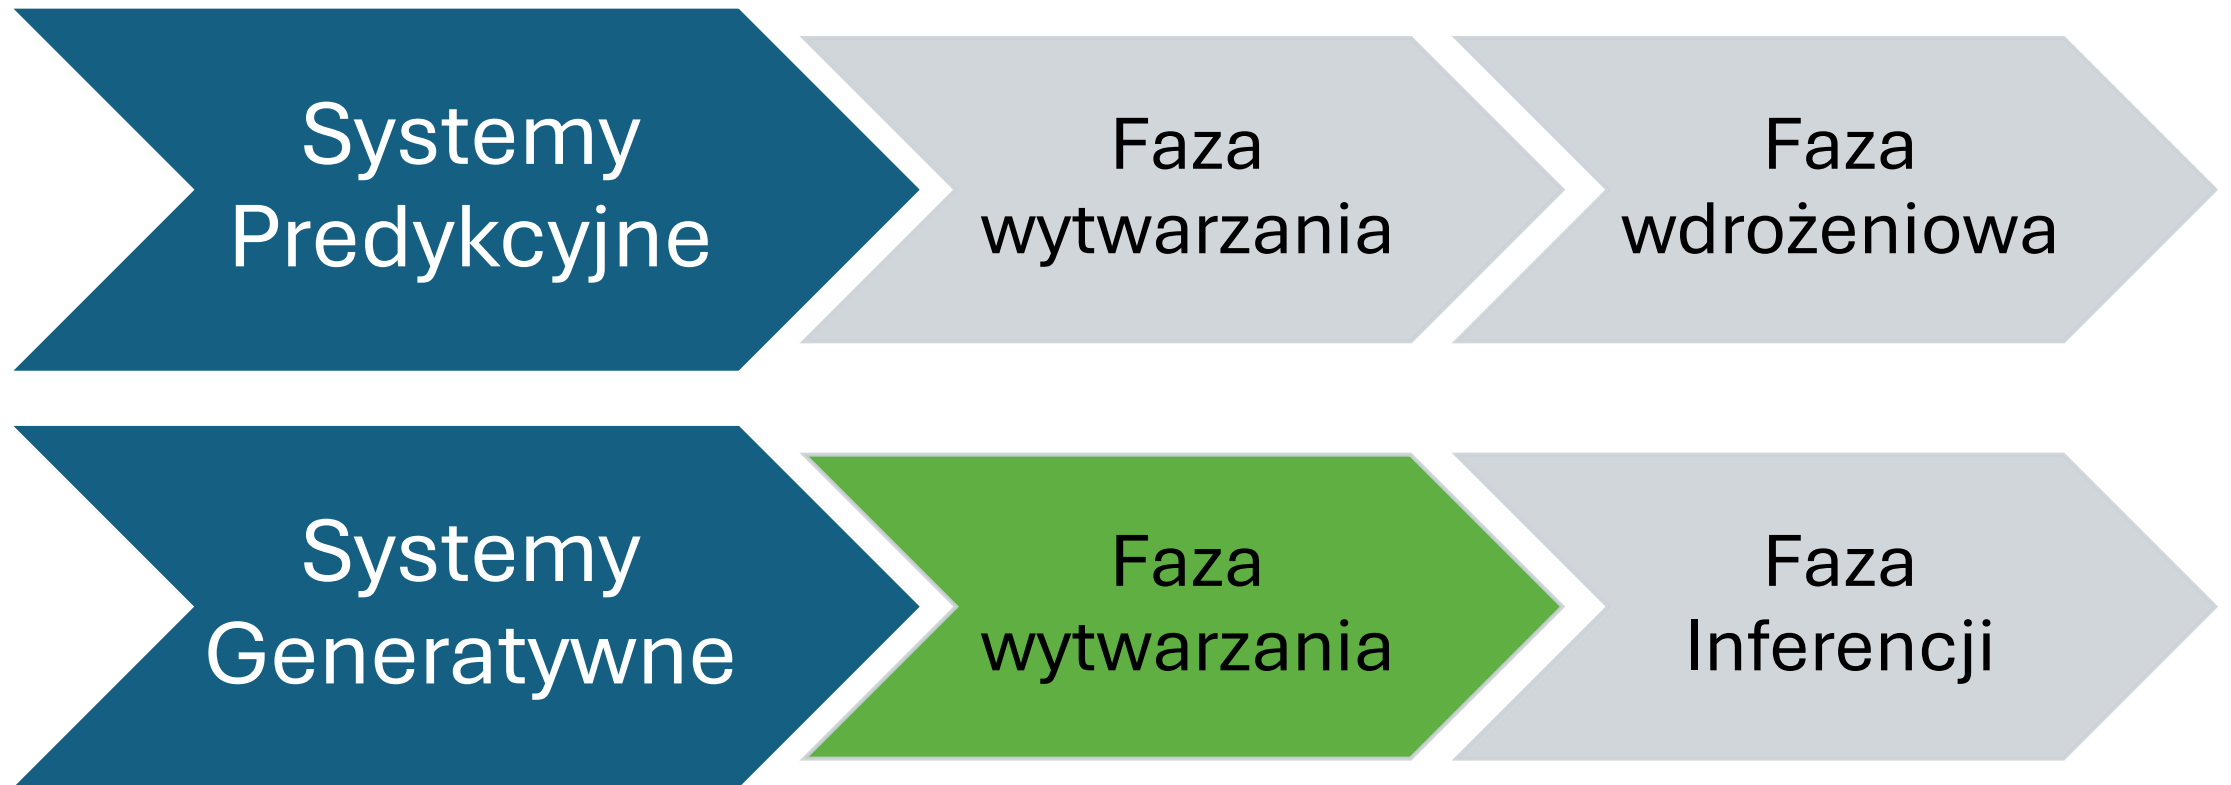 Systemy
Predykcyjne
Faza
wytwarzania
Faza
wdrożeniowa
Systemy
Generatywne
Faza
wytwarzania
Faza
Inferencji